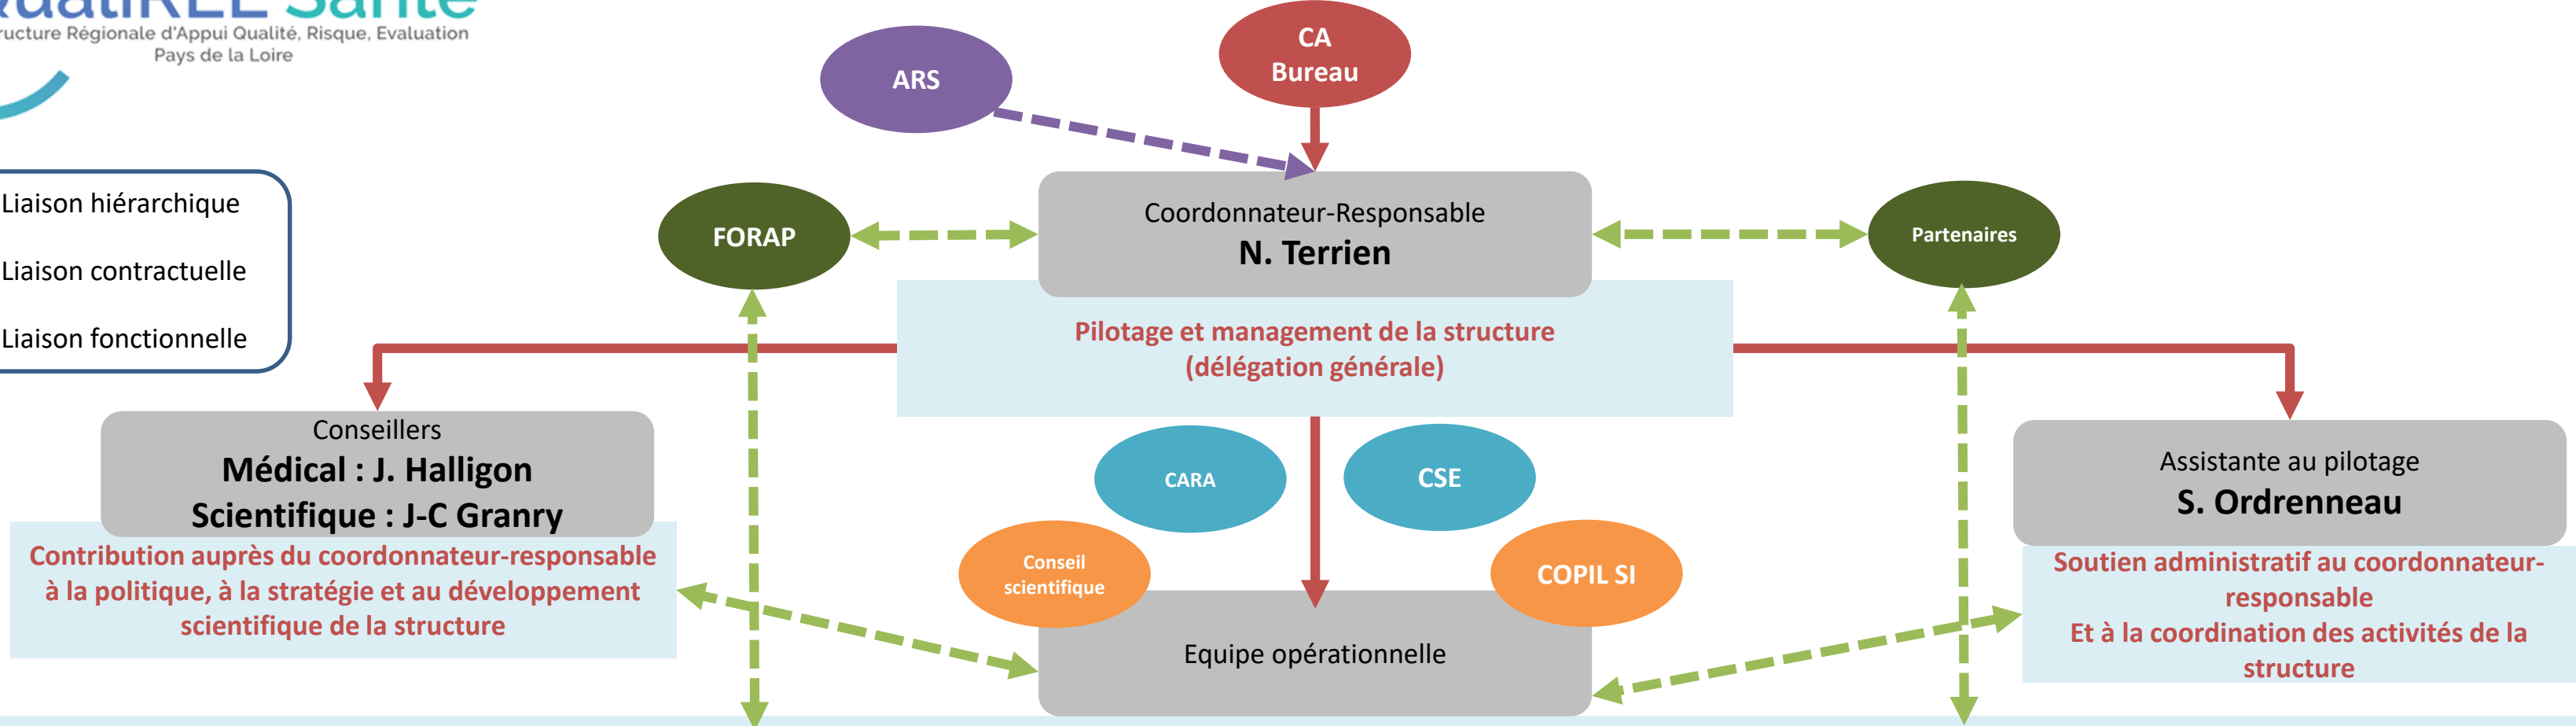 QualiREL Santé
ructure Régionale d'Appui Qualité, Risque, Evaluation
Pays de la Loire
ARS
CA
Bureau
Liaison hiérarchique
Liaison contractuelle
Liaison fonctionnelle
FORAP
Coordonnateur-Responsable
N. Terrien
Partenaires
Pilotage et management de la structure
(délégation générale)
Conseillers
Médical : J. Halligon
Scientifique : J-C Granry
Contribution auprès du coordonnateur-responsable
à la politique, à la stratégie et au développement
scientifique de la structure
CARA
CSE
Conseil
scientifique
COPIL SI
Equipe opérationnelle
Assistante au pilotage
S. Ordrenneau
Soutien administratif au coordonnateur-
responsable
Et à la coordination des activités de la
structure